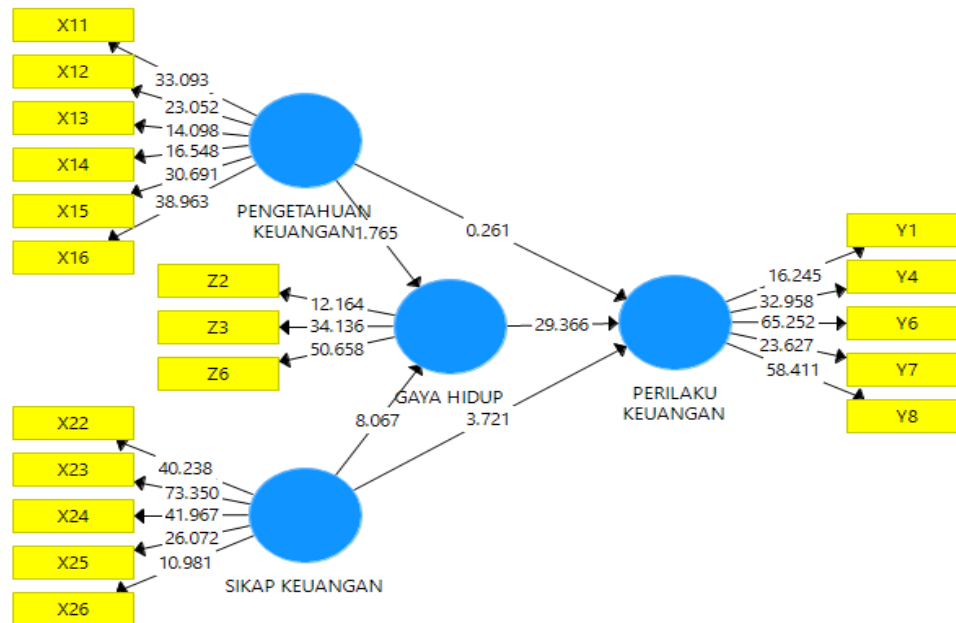 X11
X12
X13
X14
X15
X16
33.093
23.052
14.098
16.548
30.691
38.963
PENGETAHUAN
KEUANGAN
1.765
0.261
Z2
Z3
Z6
12.164
34.136
50.658
GAYA HIDUP
29.366
8.067
3.721
X22
X23
X24
X25
X26
40.238
73.350
41.967
26.072
10.981
SIKAP KEUANGAN
PERILAKU
KEUANGAN
16.245
32.958
65.252
23.627
58.411
Y1
Y4
Y6
Y7
Y8